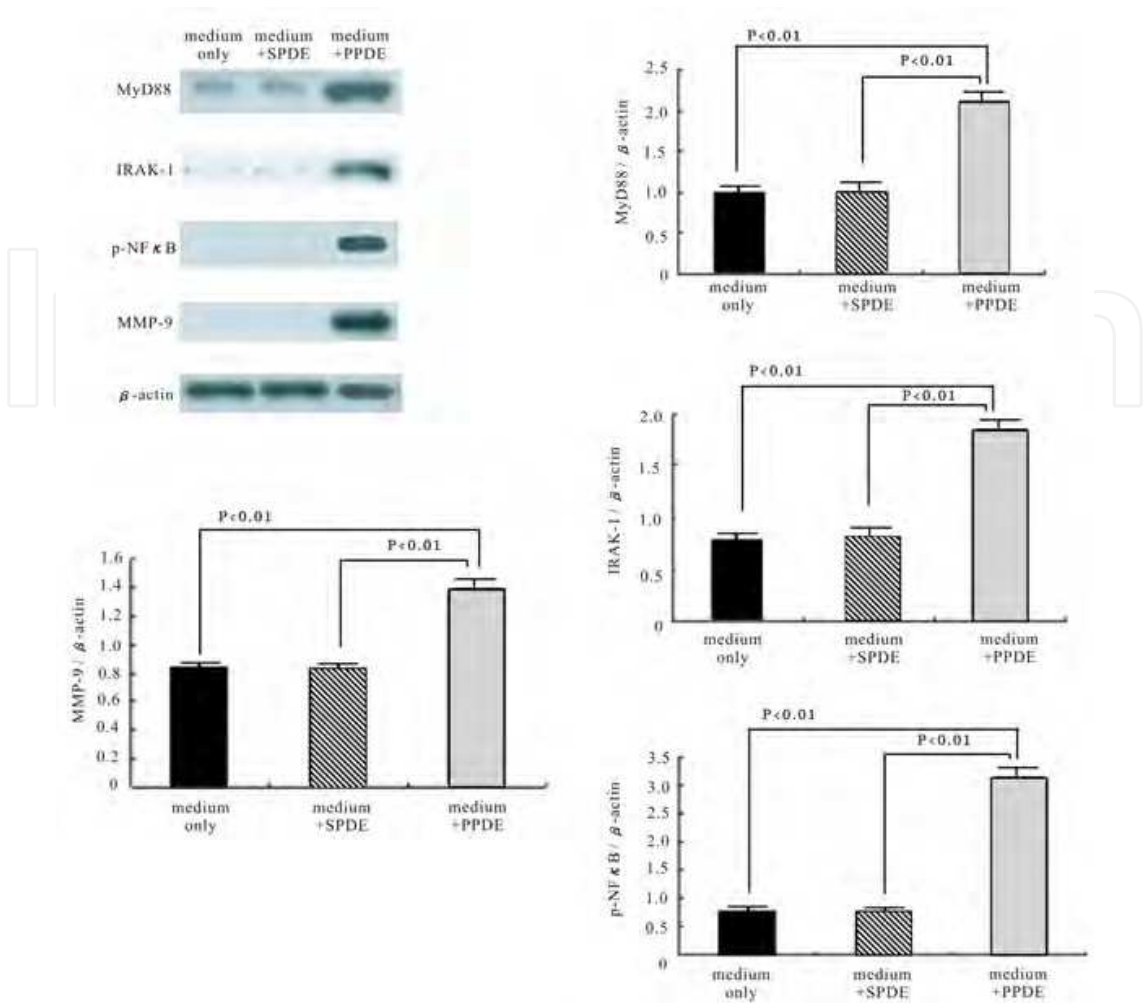 medium only
medium +SPDE
medium +PPDE
MyD88
IRAK-1
p-NFκB
MMP-9
β-actin
P<0.01
P<0.01
MyD88 / β-actin
2.5
2.0
1.5
1.0
0.5
0
medium only
medium +SPDE
medium +PPDE
P<0.01
P<0.01
IRAK-1 / β-actin
2.0
1.5
1.0
0.5
0
medium only
medium +SPDE
medium +PPDE
P<0.01
P<0.01
MMP-9 / β-actin
1.6
1.4
1.2
1.0
0.8
0.6
0.4
0.2
0
medium only
medium +SPDE
medium +PPDE
P<0.01
P<0.01
p-NFκB / β-actin
3.5
3.0
2.5
2.0
1.5
1.0
0.5
0
medium only
medium +SPDE
medium +PPDE